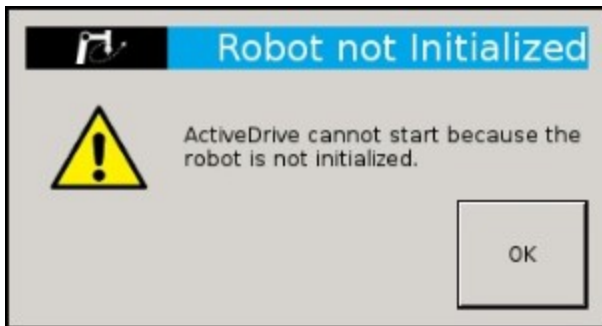 Robot not Initialized
ActiveDrive cannot start because the
robot is not initialized.
OK